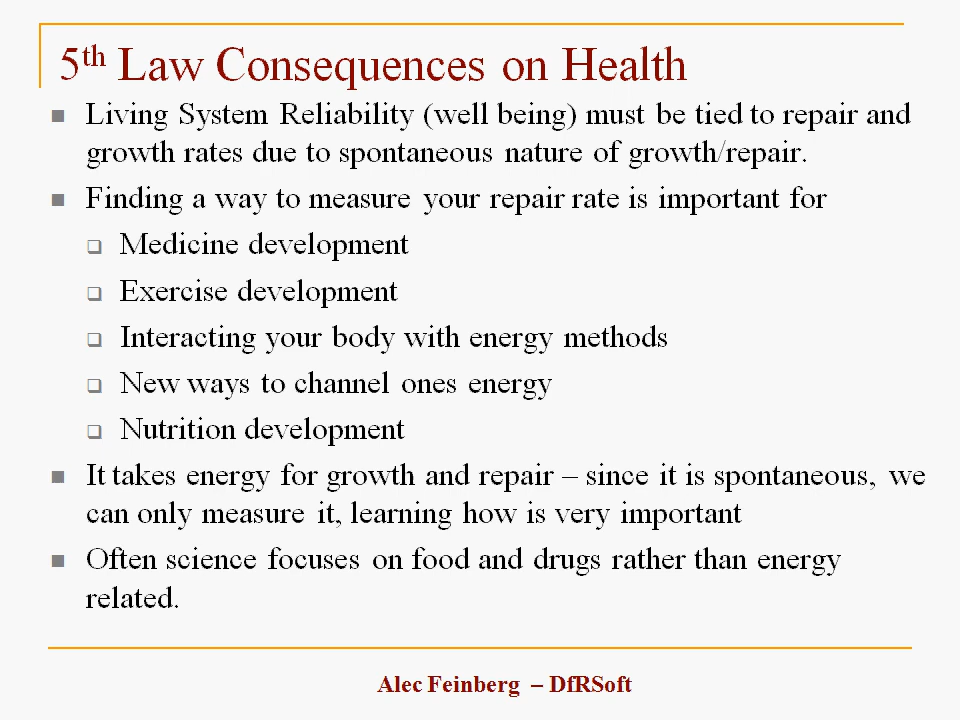 5th Law Consequences on Health
Living System Reliability (well being) must be tied to repair and
growth rates due to spontaneous nature of growth/repair.
Finding a way to measure your repair rate is important for
Medicine development
Exercise development
Interacting your body with energy methods
New ways to channel ones energy
Nutrition development
It takes energy for growth and repair – since it is spontaneous, we
can only measure it, learning how is very important
Often science focuses on food and drugs rather than energy
related.
Alec Feinberg – DfRSoft